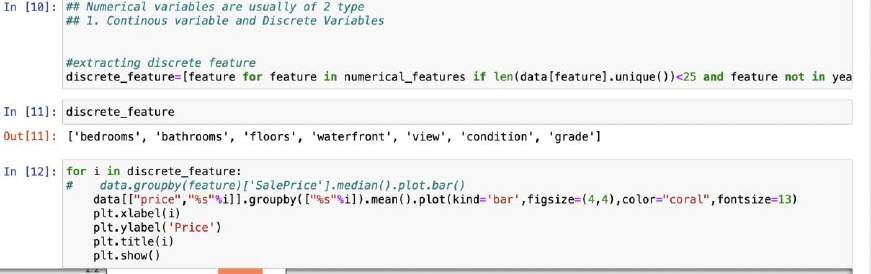 In [10]: ## Numerical variables are usually of 2 type
## 1. Continous variable and Discrete Variables
#extracting discrete feature
discrete_feature=[feature for feature in numerical_features if len(data[feature].unique())<25 and feature not in yea
In [11]: discrete_feature
Out[11]: ['bedrooms', 'bathrooms', 'floors', 'waterfront', 'view', 'condition', 'grade']
In [12]: for i in discrete_feature:
#    data.groupby(feature)['SalePrice'].median().plot.bar()
data[["price","%s"%i]].groupby(["%s"%i]).mean().plot(kind='bar',figsize=(4,4),color="coral",fontsize=13)
plt.xlabel(i)
plt.ylabel('Price')
plt.title(i)
plt.show()